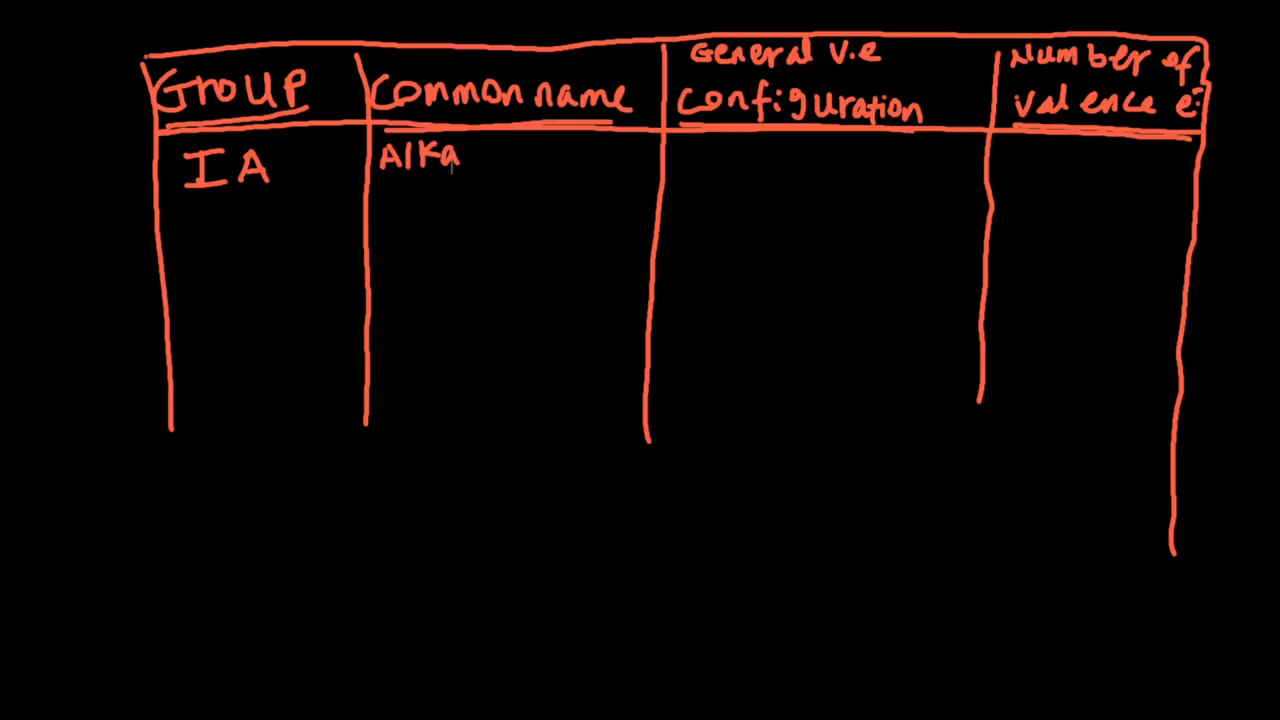 Group
Common name
General v.e
configuration
Number of
valence e⁻
IA
Alka